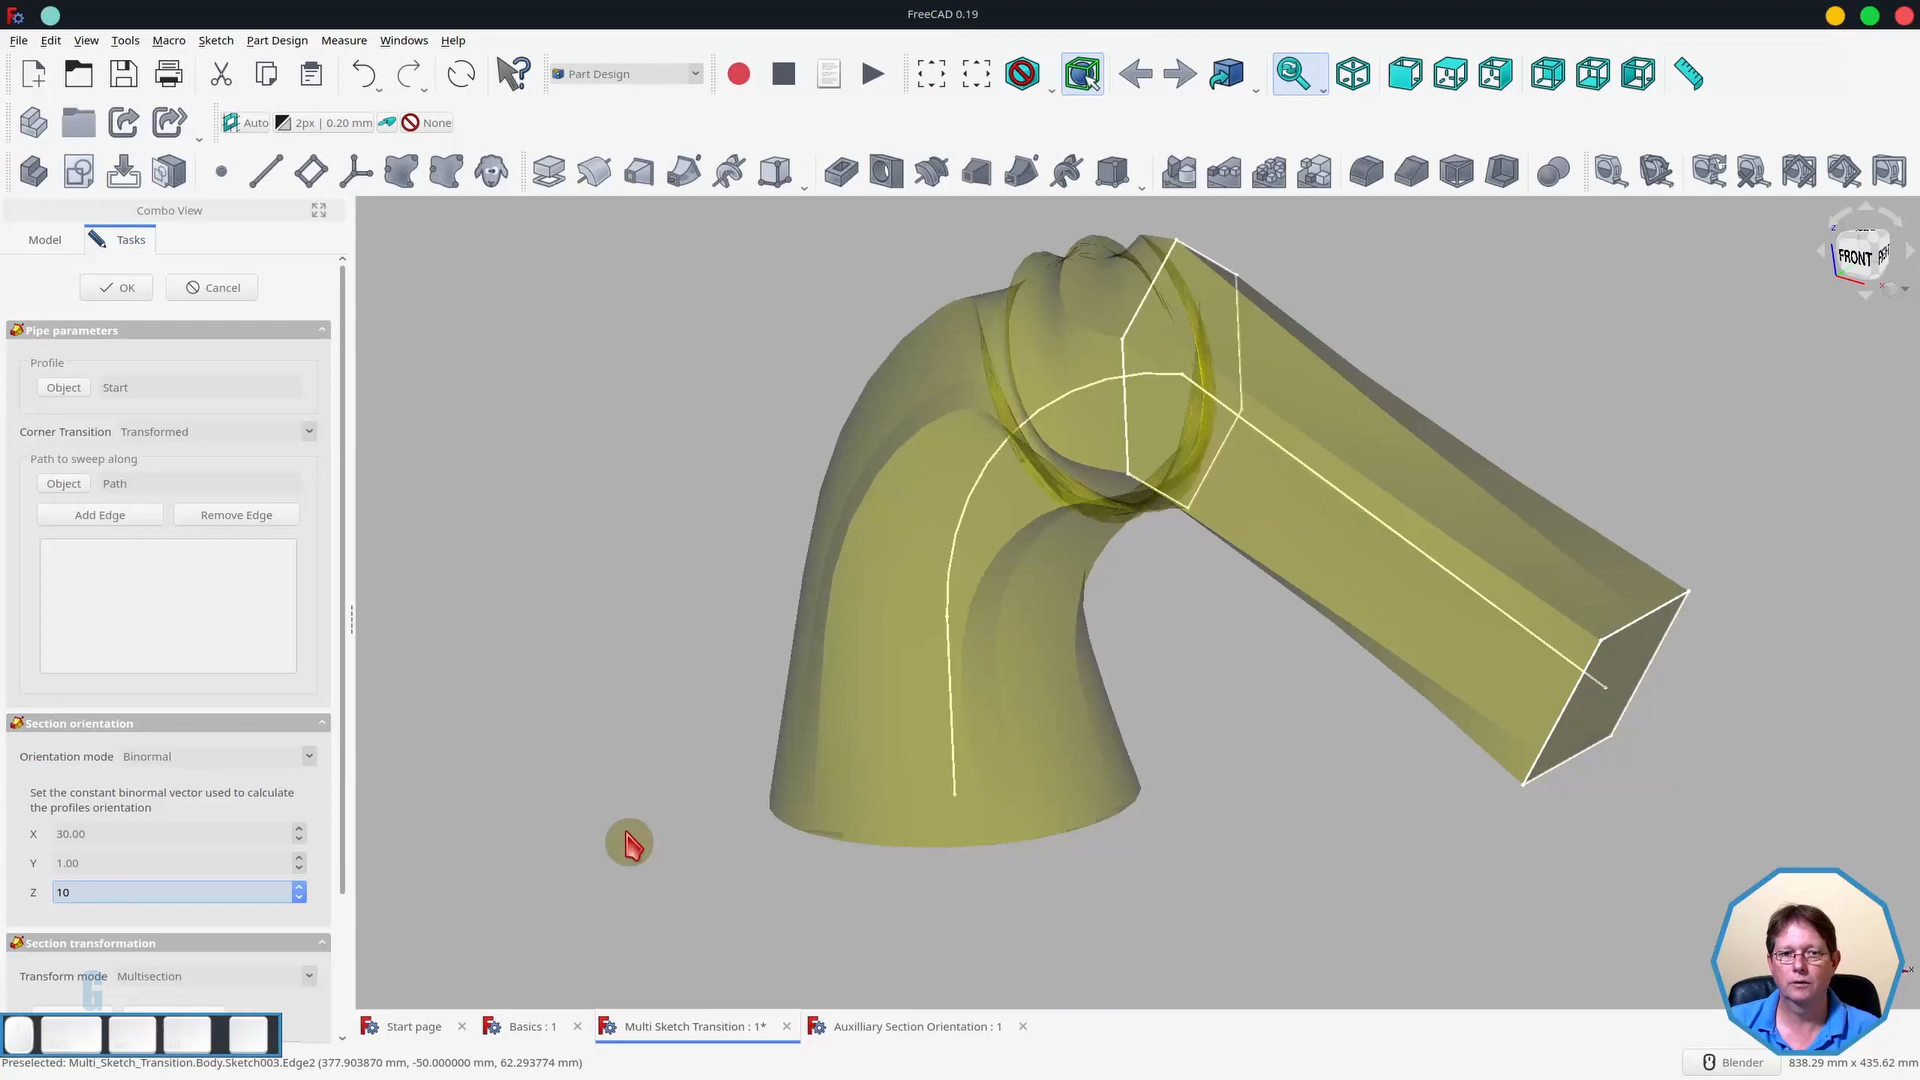 FreeCAD 0.19
File Edit View Tools Macro Sketch Part Design Measure Windows Help
Part Design
Auto 2px | 0.20 mm None
Combo View
Model Tasks
OK Cancel
Pipe parameters
Profile
Object Start
Corner Transition Transformed
Path to sweep along
Object Path
Add Edge Remove Edge
Section orientation
Orientation mode Binormal
Set the constant binormal vector used to calculate
the profiles orientation
X 30.00
Y 1.00
Z 10
Section transformation
Transform mode Multisection
G
FRONT
Start page Basics : 1 Multi Sketch Transition : 1* Auxilliary Section Orientation : 1
Preselected: Multi_Sketch_Transition.Body.Sketch003.Edge2 (377.903870 mm, -50.000000 mm, 62.293774 mm)
Blender 838.29 mm x 435.62 mm